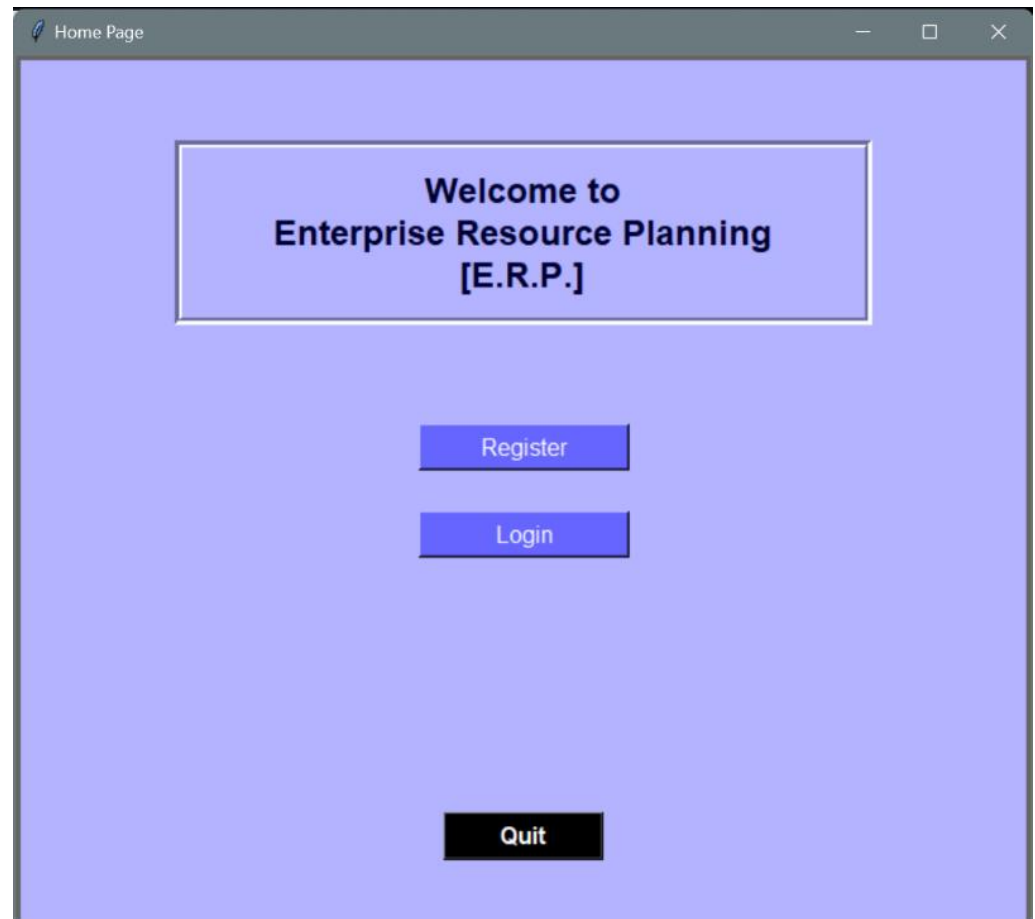 Home Page
Welcome to
Enterprise Resource Planning
[E.R.P.]
Register
Login
Quit